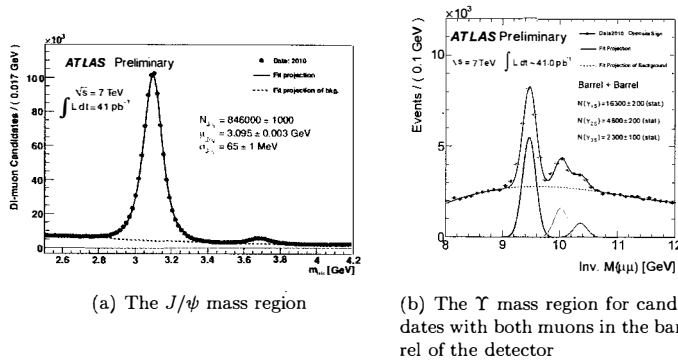 ×10³
ATLAS Preliminary
√s = 7 TeV
∫ L dt = 41 pb⁻¹
Data: 2010
Fit projection
Fit projection of bkg.
N_J/ψ = 846000 ± 1000
μ_J/ψ = 3.095 ± 0.003 GeV
σ_J/ψ = 65 ± 1 MeV
Di-muon Candidates / (0.017 GeV)
100
80
60
40
20
0
2.6 2.8 3 3.2 3.4 3.6 3.8 4 4.2
[GeV]
(a) The J/ψ mass region
×10³
ATLAS Preliminary
√s = 7 TeV ∫ L dt ~ 41.0 pb⁻¹
Data 2010 Opposite Sign
Fit Projection
Fit Projection of Background
Barrel + Barrel
N(ϒ₁S) = 16300 ± 200 (stat.)
N(ϒ₂S) = 4800 ± 200 (stat.)
N(ϒ₃S) = 2300 ± 100 (stat.)
Events / ( 0.1 GeV )
10
5
0
8 9 10 11 12
Inv. M(μμ) [GeV]
(b) The ϒ mass region for candi
dates with both muons in the bar
rel of the detector